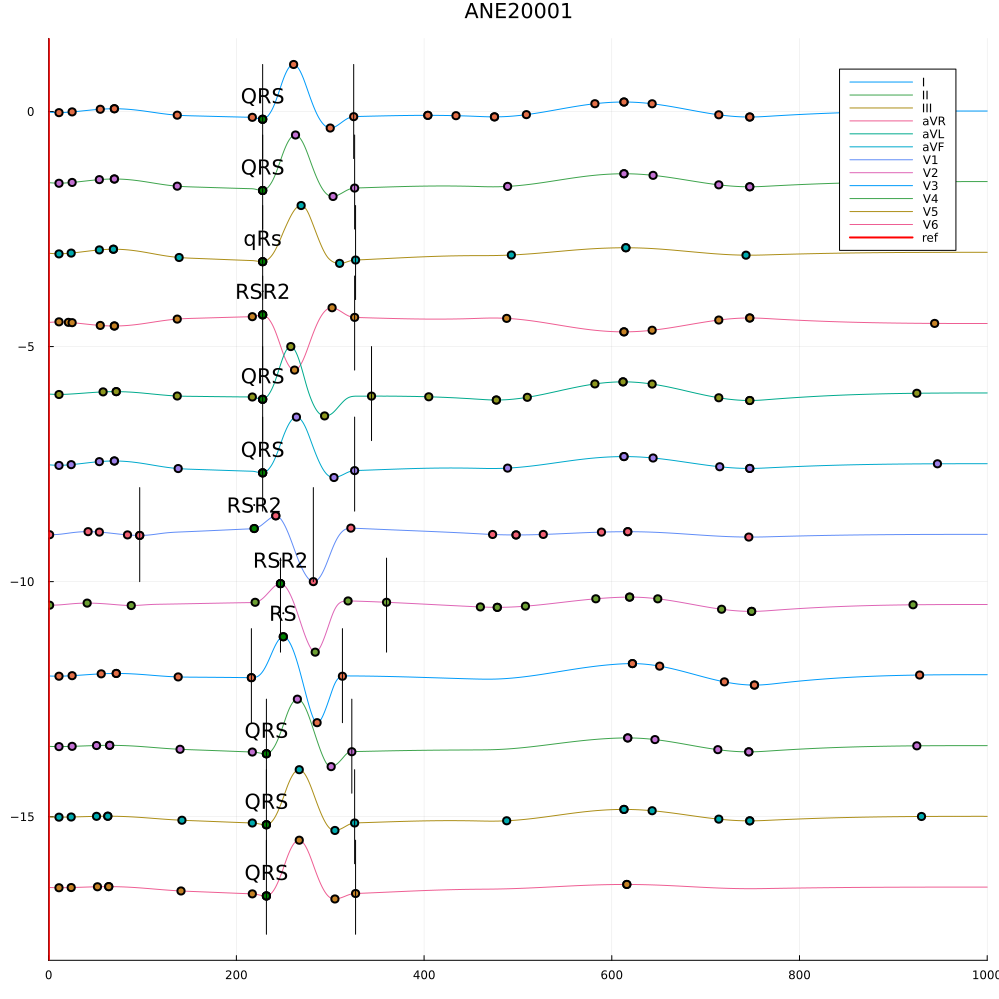 ANE20001
I
II
III
aVR
aVL
aVF
V1
V2
V3
V4
V5
V6
ref
0
−5
−10
−15
QRS
QRS
qRs
RSR2
QRS
QRS
RSR2
RSR2
RS
QRS
QRS
QRS
0
200
400
600
800
1000